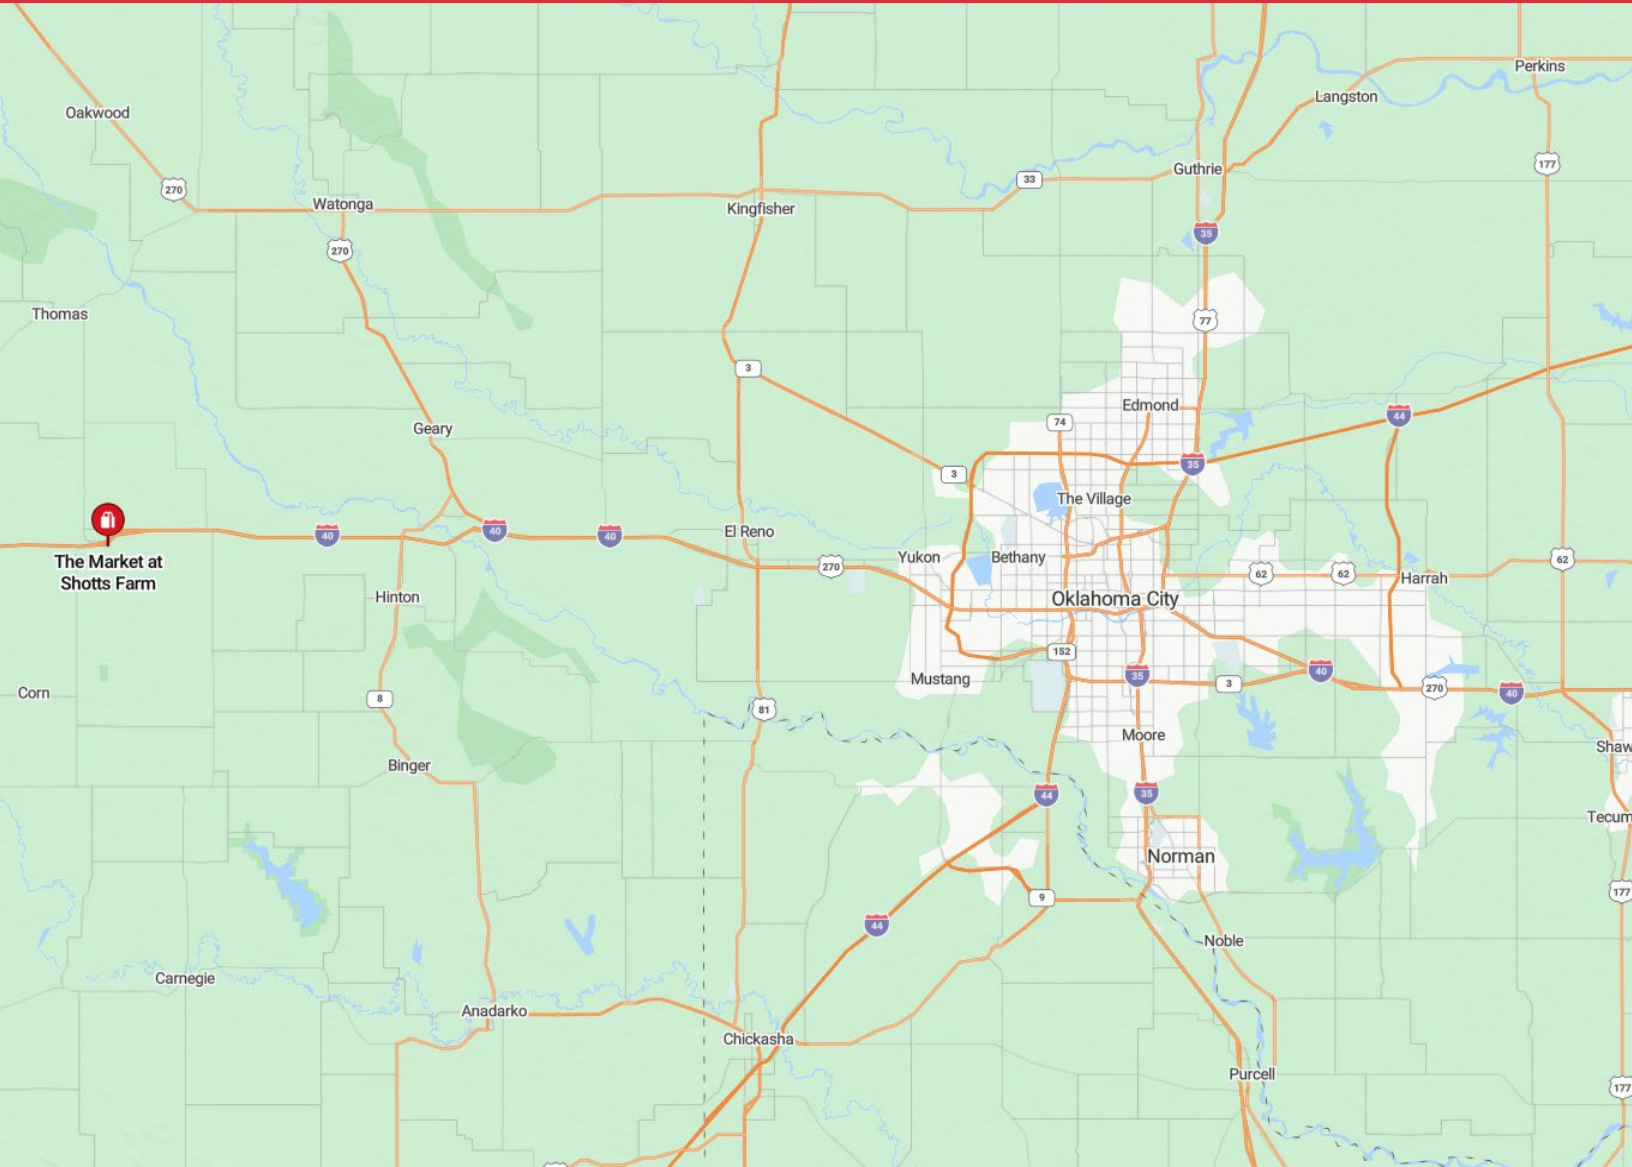 Perkins
Langston
Oakwood
177
Guthrie
33
270
Watonga
Kingfisher
35
270
Thomas
77
3
Edmond
44
74
Geary
35
3
The Village
40
40
40
El Reno
Yukon
Bethany
270
62
62
62
Harrah
The Market at
Shotts Farm
Hinton
Oklahoma City
152
40
35
3
270
40
Mustang
Corn
8
81
Moore
Shaw
Binger
44
35
Tecum
Norman
177
9
44
Noble
Carnegie
Anadarko
Chickasha
Purcell
177